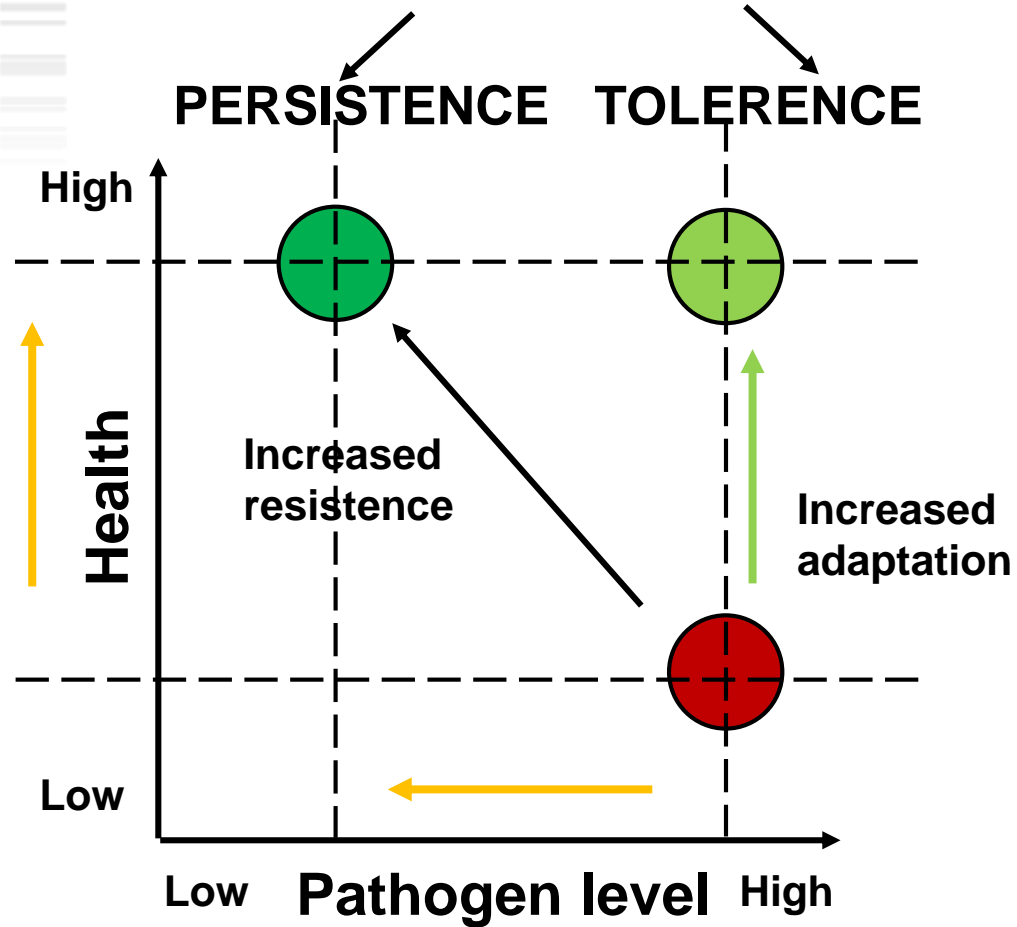 PERSISTENCE TOLERENCE
High
Health
Increased
resistence
Increased
adaptation
Low
Low Pathogen level High